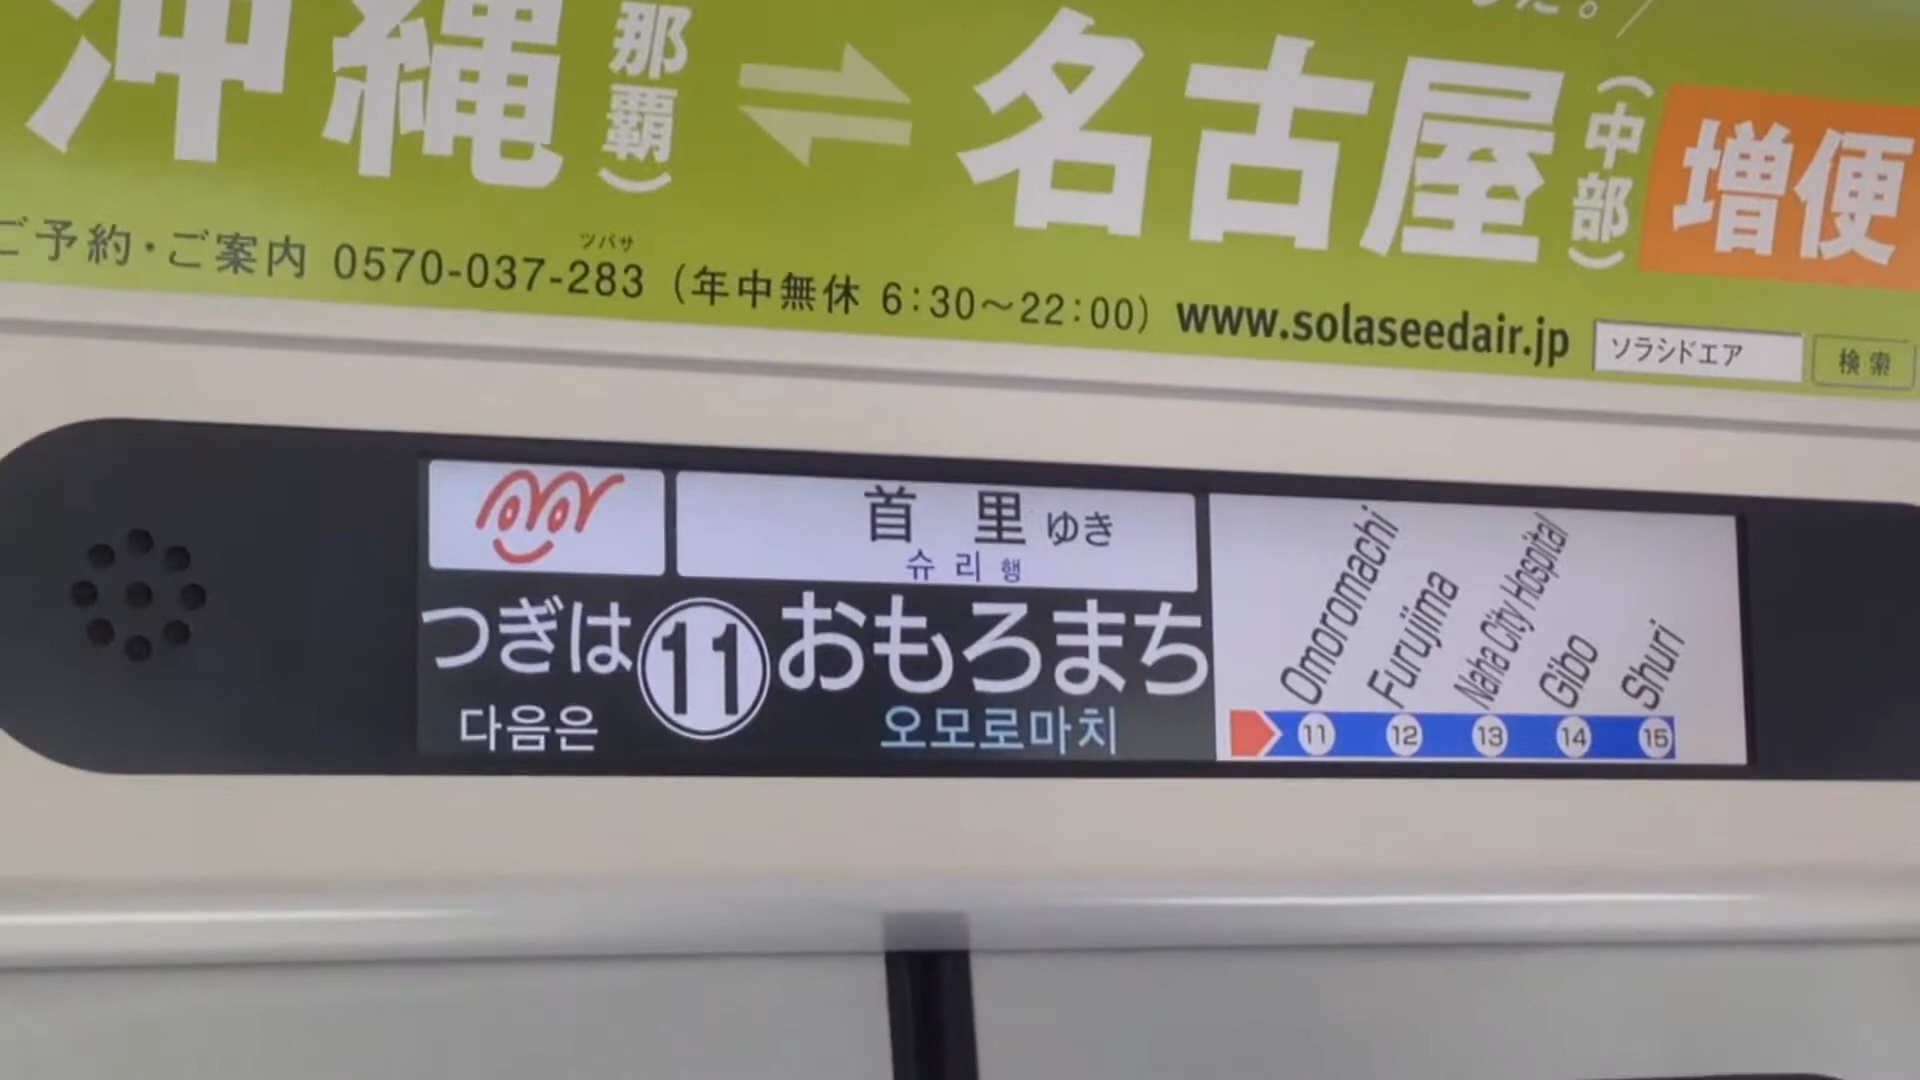 した。/
沖縄(那覇)⇌名古屋(中部)増便
ツバサ
ご予約・ご案内 0570-037-283 (年中無休 6:30〜22:00) www.solaseedair.jp ソラシドエア 検索
首里ゆき
슈리행
つぎは 11 おもろまち
다음은 오모로마치
Omoromachi
Furujima
Naha City Hospital
Gibo
Shuri
11 12 13 14 15